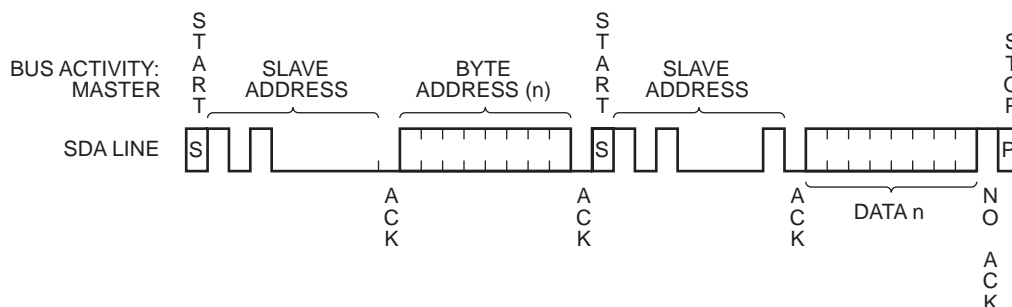 START
START
STOP
BUS ACTIVITY:
MASTER
SLAVE
ADDRESS
BYTE
ADDRESS (n)
SLAVE
ADDRESS
SDA LINE
S
S
P
ACK
ACK
ACK
DATA n
NO ACK